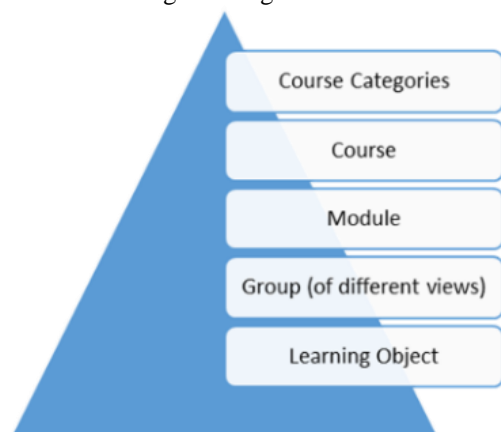 Course Categories
Course
Module
Group (of different views)
Learning Object